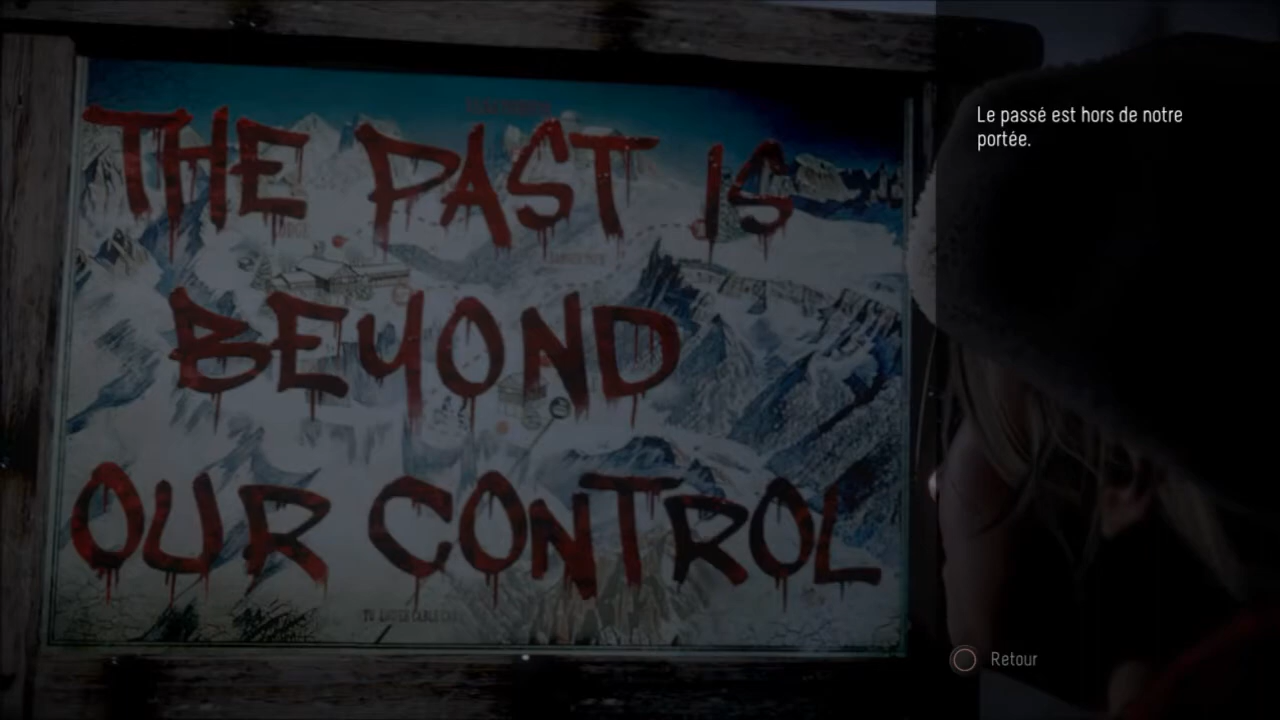 THE PAST IS
BEYOND
OUR CONTROL
Le passé est hors de notre
portée.
Retour